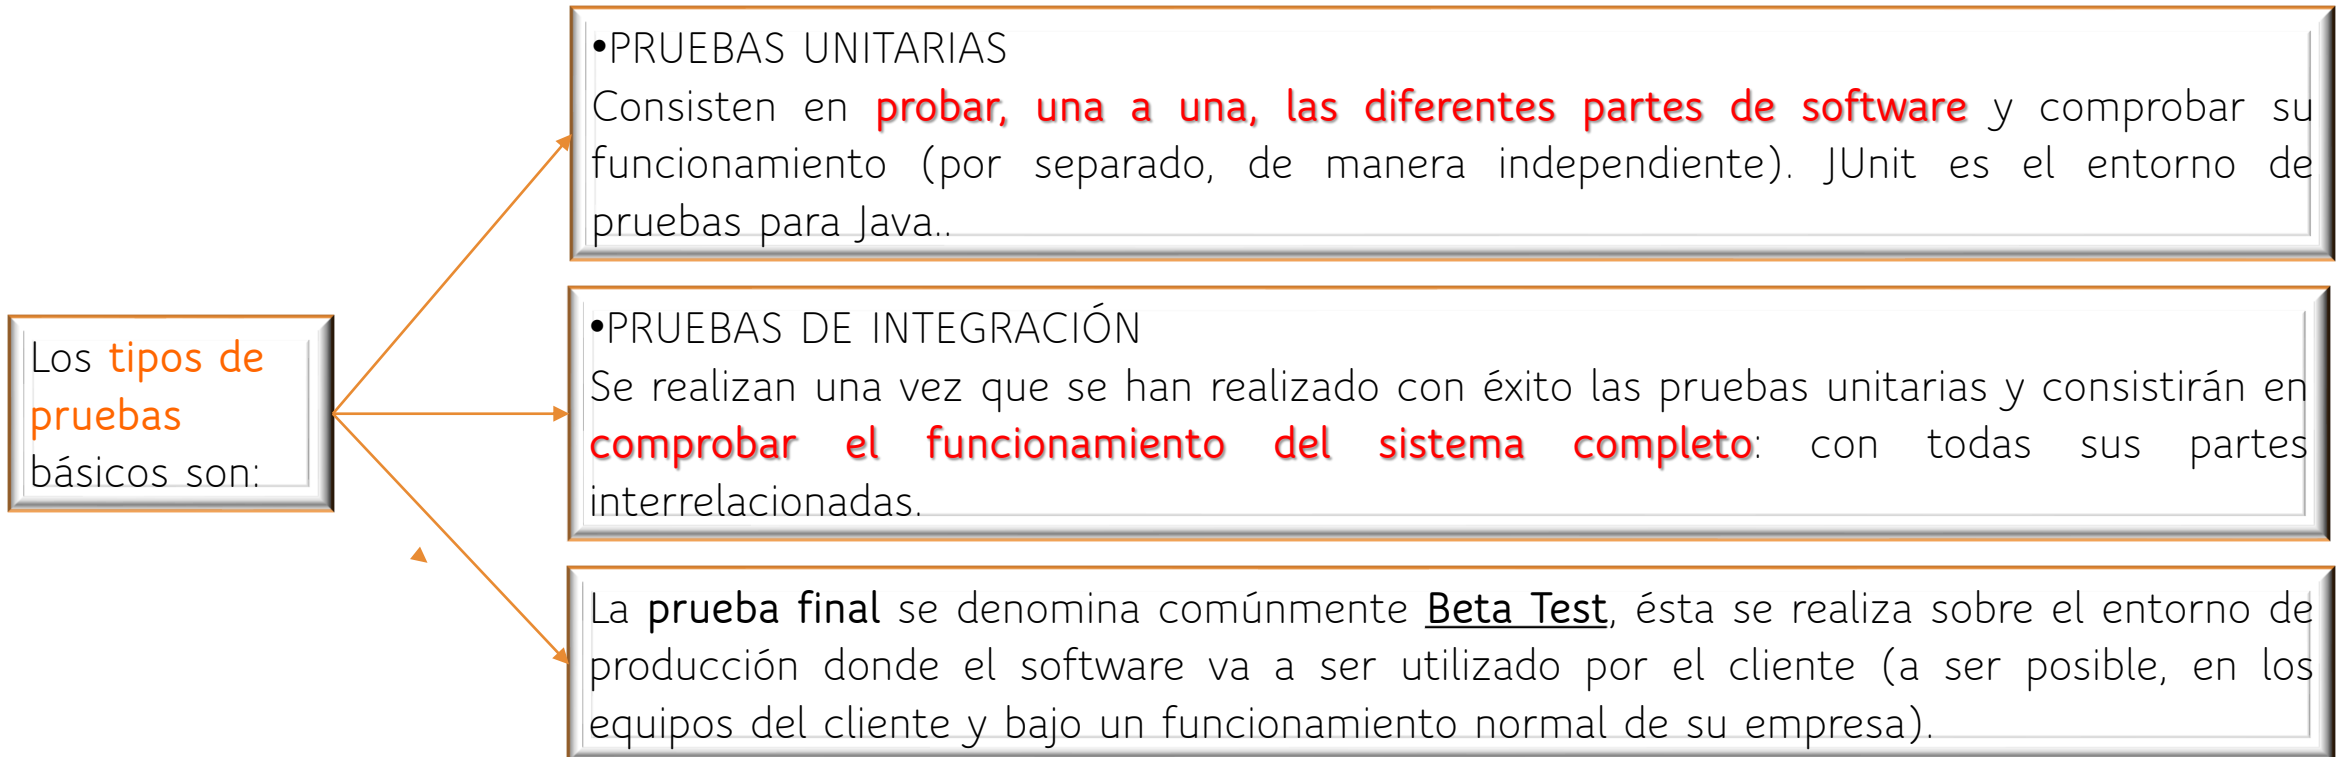 •PRUEBAS UNITARIAS
Consisten en probar, una a una, las diferentes partes de software y comprobar su
funcionamiento (por separado, de manera independiente). JUnit es el entorno de
pruebas para Java..
Los tipos de
pruebas
básicos son:
•PRUEBAS DE INTEGRACIÓN
Se realizan una vez que se han realizado con éxito las pruebas unitarias y consistirán en
comprobar el funcionamiento del sistema completo: con todas sus partes
interrelacionadas.
La prueba final se denomina comúnmente Beta Test, ésta se realiza sobre el entorno de
producción donde el software va a ser utilizado por el cliente (a ser posible, en los
equipos del cliente y bajo un funcionamiento normal de su empresa).